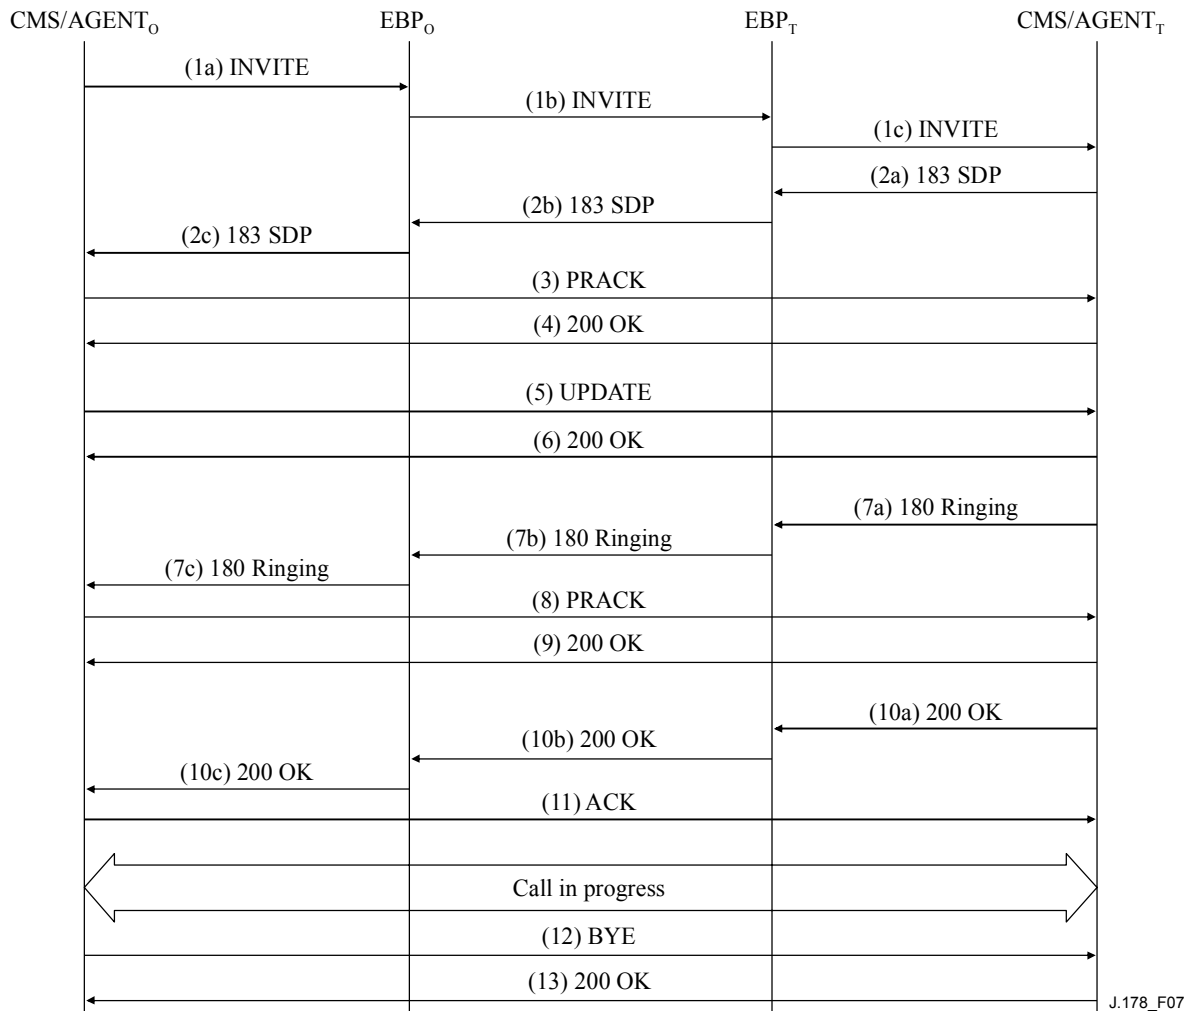 CMS/AGENTO EBPO EBPT CMS/AGENTT
(1a) INVITE
(1b) INVITE
(1c) INVITE
(2a) 183 SDP
(2b) 183 SDP
(2c) 183 SDP
(3) PRACK
(4) 200 OK
(5) UPDATE
(6) 200 OK
(7a) 180 Ringing
(7b) 180 Ringing
(7c) 180 Ringing
(8) PRACK
(9) 200 OK
(10a) 200 OK
(10b) 200 OK
(10c) 200 OK
(11) ACK
Call in progress
(12) BYE
(13) 200 OK
J.178_F07